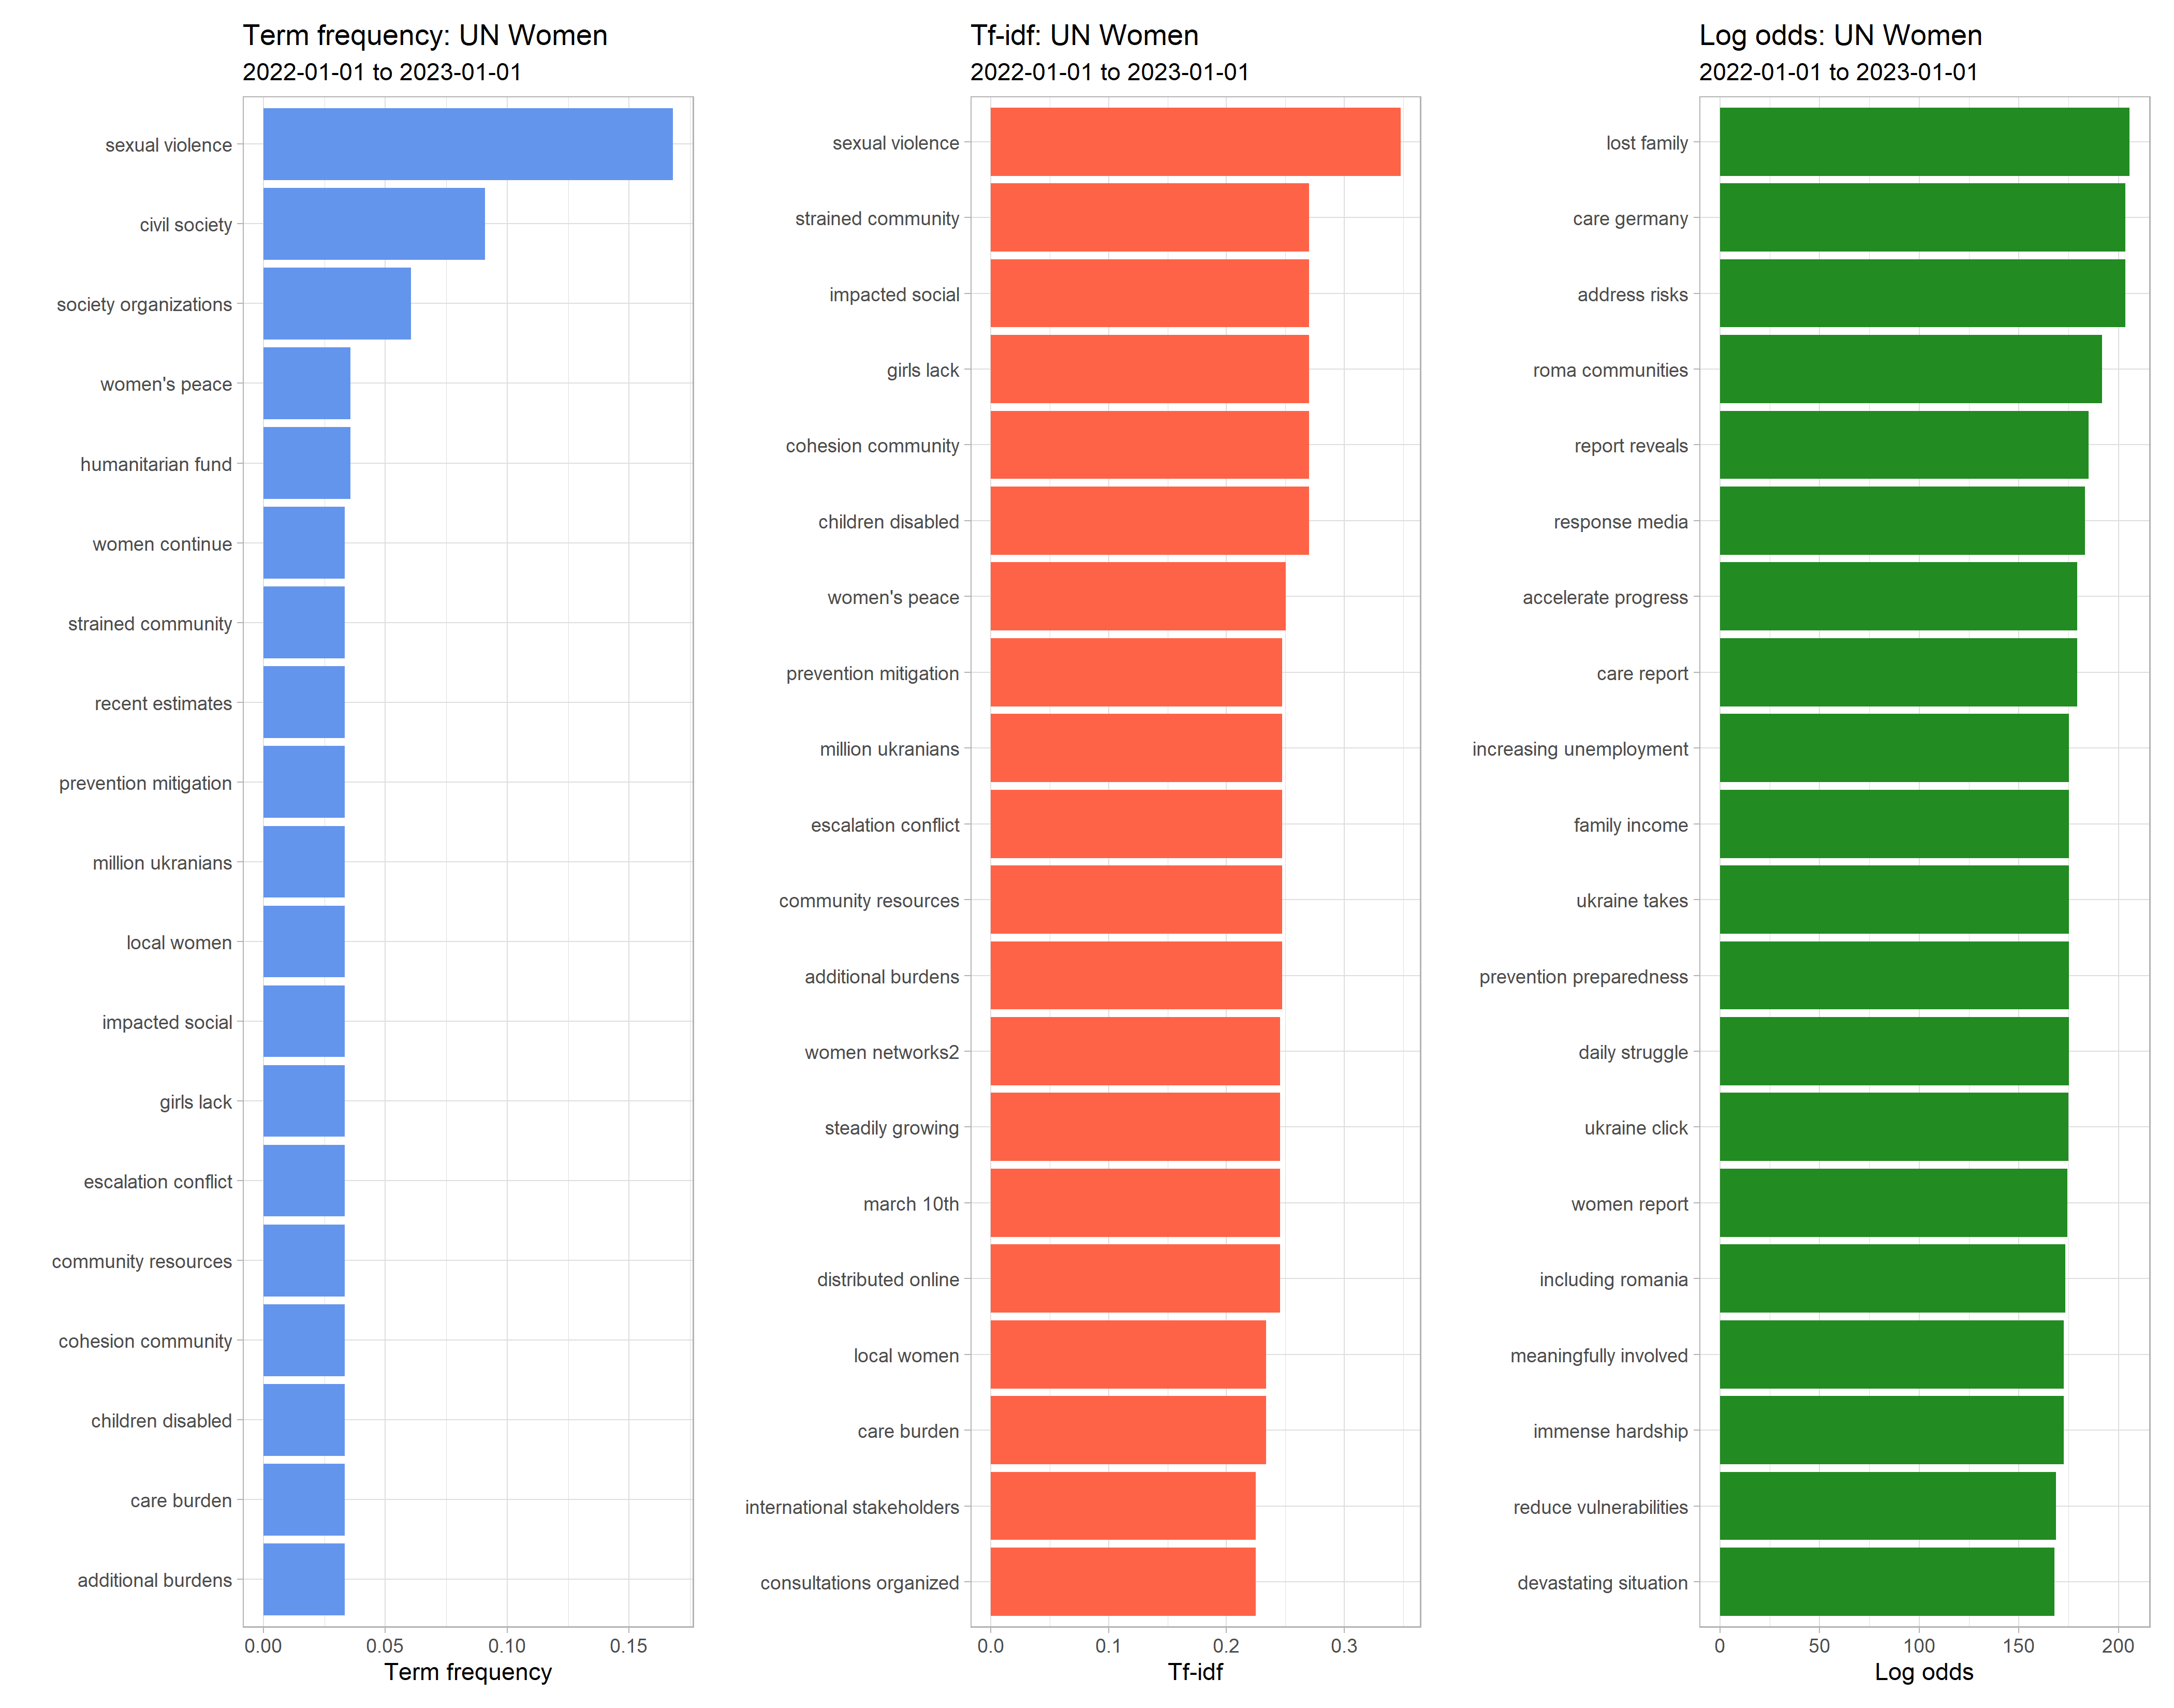 Term frequency: UN Women
2022-01-01 to 2023-01-01
sexual violence
civil society
society organizations
women's peace
humanitarian fund
women continue
strained community
recent estimates
prevention mitigation
million ukranians
local women
impacted social
girls lack
escalation conflict
community resources
cohesion community
children disabled
care burden
additional burdens
0.00 0.05 0.10 0.15
Term frequency
Tf-idf: UN Women
2022-01-01 to 2023-01-01
sexual violence
strained community
impacted social
girls lack
cohesion community
children disabled
women's peace
prevention mitigation
million ukranians
escalation conflict
community resources
additional burdens
women networks2
steadily growing
march 10th
distributed online
local women
care burden
international stakeholders
consultations organized
0.0 0.1 0.2 0.3
Tf-idf
Log odds: UN Women
2022-01-01 to 2023-01-01
lost family
care germany
address risks
roma communities
report reveals
response media
accelerate progress
care report
increasing unemployment
family income
ukraine takes
prevention preparedness
daily struggle
ukraine click
women report
including romania
meaningfully involved
immense hardship
reduce vulnerabilities
devastating situation
0 50 100 150 200
Log odds